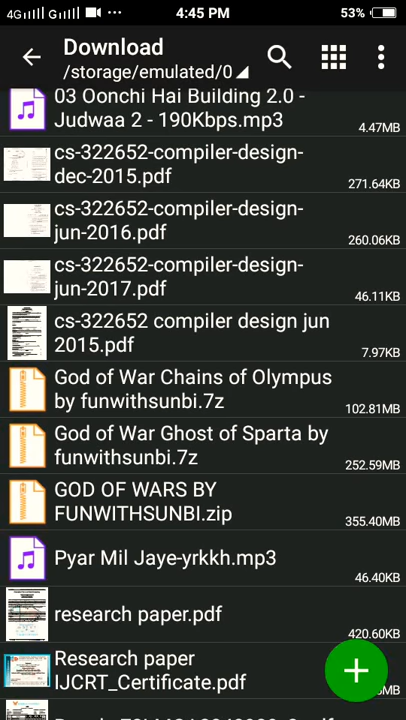 4G G 4:45 PM 53%
Download
/storage/emulated/0
03 Oonchi Hai Building 2.0 -
Judwaa 2 - 190Kbps.mp3
4.47MB
cs-322652-compiler-design-
dec-2015.pdf
271.64KB
cs-322652-compiler-design-
jun-2016.pdf
260.06KB
cs-322652-compiler-design-
jun-2017.pdf
46.11KB
cs-322652 compiler design jun
2015.pdf
7.97KB
God of War Chains of Olympus
by funwithsunbi.7z
102.81MB
God of War Ghost of Sparta by
funwithsunbi.7z
252.59MB
GOD OF WARS BY
FUNWITHSUNBI.zip
355.40MB
Pyar Mil Jaye-yrkkh.mp3
46.40KB
research paper.pdf
420.60KB
Research paper
IJCRT_Certificate.pdf